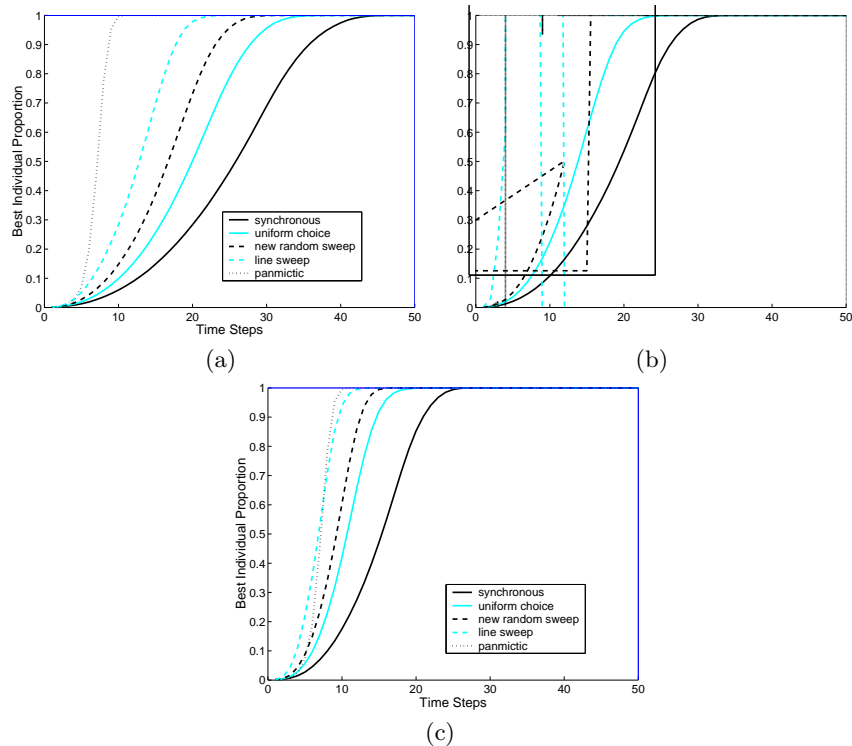 1
0.9
0.8
0.7
0.6
0.5
0.4
0.3
0.2
0.1
0
Best Individual Proportion
synchronous
uniform choice
new random sweep
line sweep
panmictic
10 20 30 40 50
Time Steps
(a)
1
0.9
0.8
0.7
0.6
0.5
0.4
0.3
0.2
0.1
0
0 10 20 30 40 50
(b)
1
0.9
0.8
0.7
0.6
0.5
0.4
0.3
0.2
0.1
0
Best Individual Proportion
synchronous
uniform choice
new random sweep
line sweep
panmictic
0 10 20 30 40 50
Time Steps
(c)